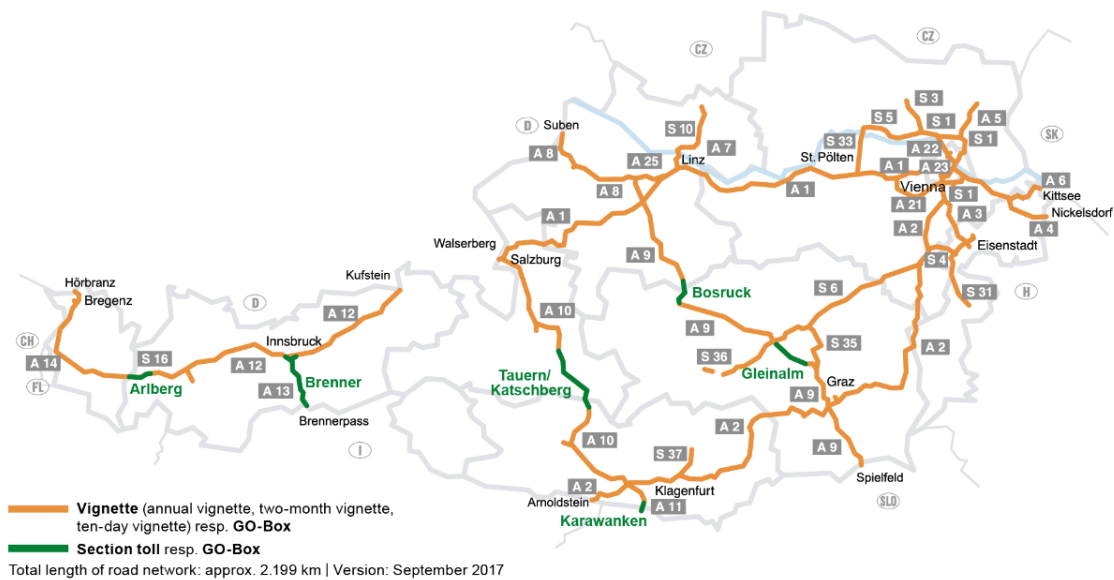 CZ
CZ
S 3
S 5
S 1
A 5
Suben
D
S 10
S 33
S 1
SK
A 7
A 22
A 8
A 25
Linz
St. Pölten
A 1
A 23
A 6
A 8
A 1
Vienna
S 1
Kittsee
A 21
A 3
Nickelsdorf
A 1
A 2
A 4
Walserberg
A 9
Eisenstadt
Salzburg
S 4
Hörbranz
Kufstein
Bosruck
S 6
S 31
H
Bregenz
D
A 12
A 10
A 9
CH
Innsbruck
S 35
A 2
A 14
S 16
A 12
S 36
FL
Arlberg
A 13
Brenner
Tauern/
Katschberg
Gleinalm
Graz
A 9
Brennerpass
A 2
I
A 10
A 9
S 37
Spielfeld
A 2
Klagenfurt
SLO
Arnoldstein
A 11
Karawanken
Vignette (annual vignette, two-month vignette,
ten-day vignette) resp. GO-Box
Section toll resp. GO-Box
Total length of road network: approx. 2.199 km | Version: September 2017